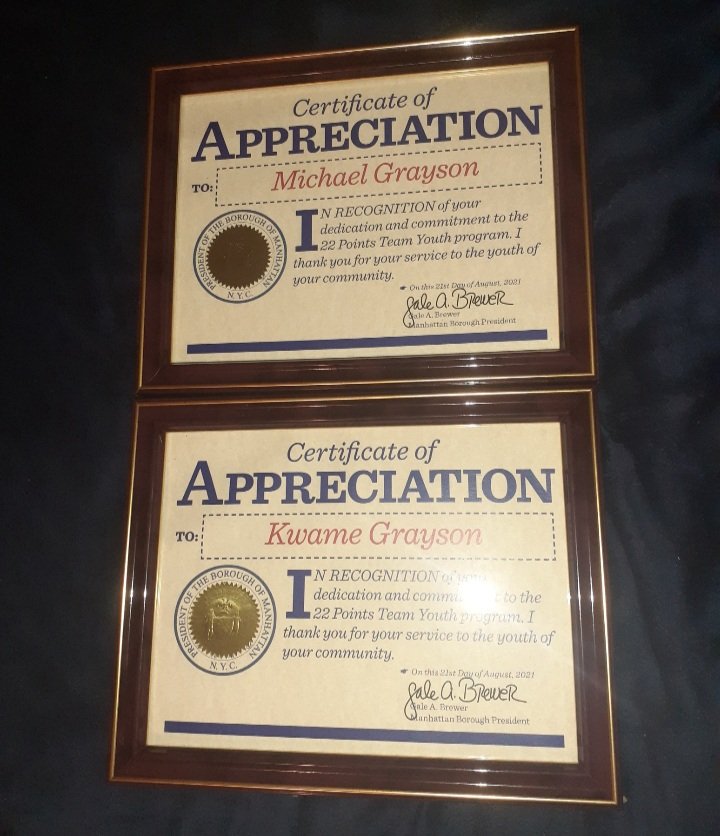 Certificate of
APPRECIATION
TO:
Michael Grayson
PRESIDENT OF THE BOROUGH OF MANHATTAN
N.Y.C.
IN RECOGNITION of your
dedication and commitment to the
22 Points Team Youth program. I
thank you for your service to the youth of
your community.
On this 21st Day of August, 2021
Gale A. Brewer
Gale A. Brewer
Manhattan Borough President
Certificate of
APPRECIATION
TO:
Kwame Grayson
PRESIDENT OF THE BOROUGH OF MANHATTAN
N.Y.C.
IN RECOGNITION of your
dedication and comm to the
22 Points Team Youth program. I
thank you for your service to the youth of
your community.
On this 21st Day of August, 2021
Gale A. Brewer
Gale A. Brewer
Manhattan Borough President